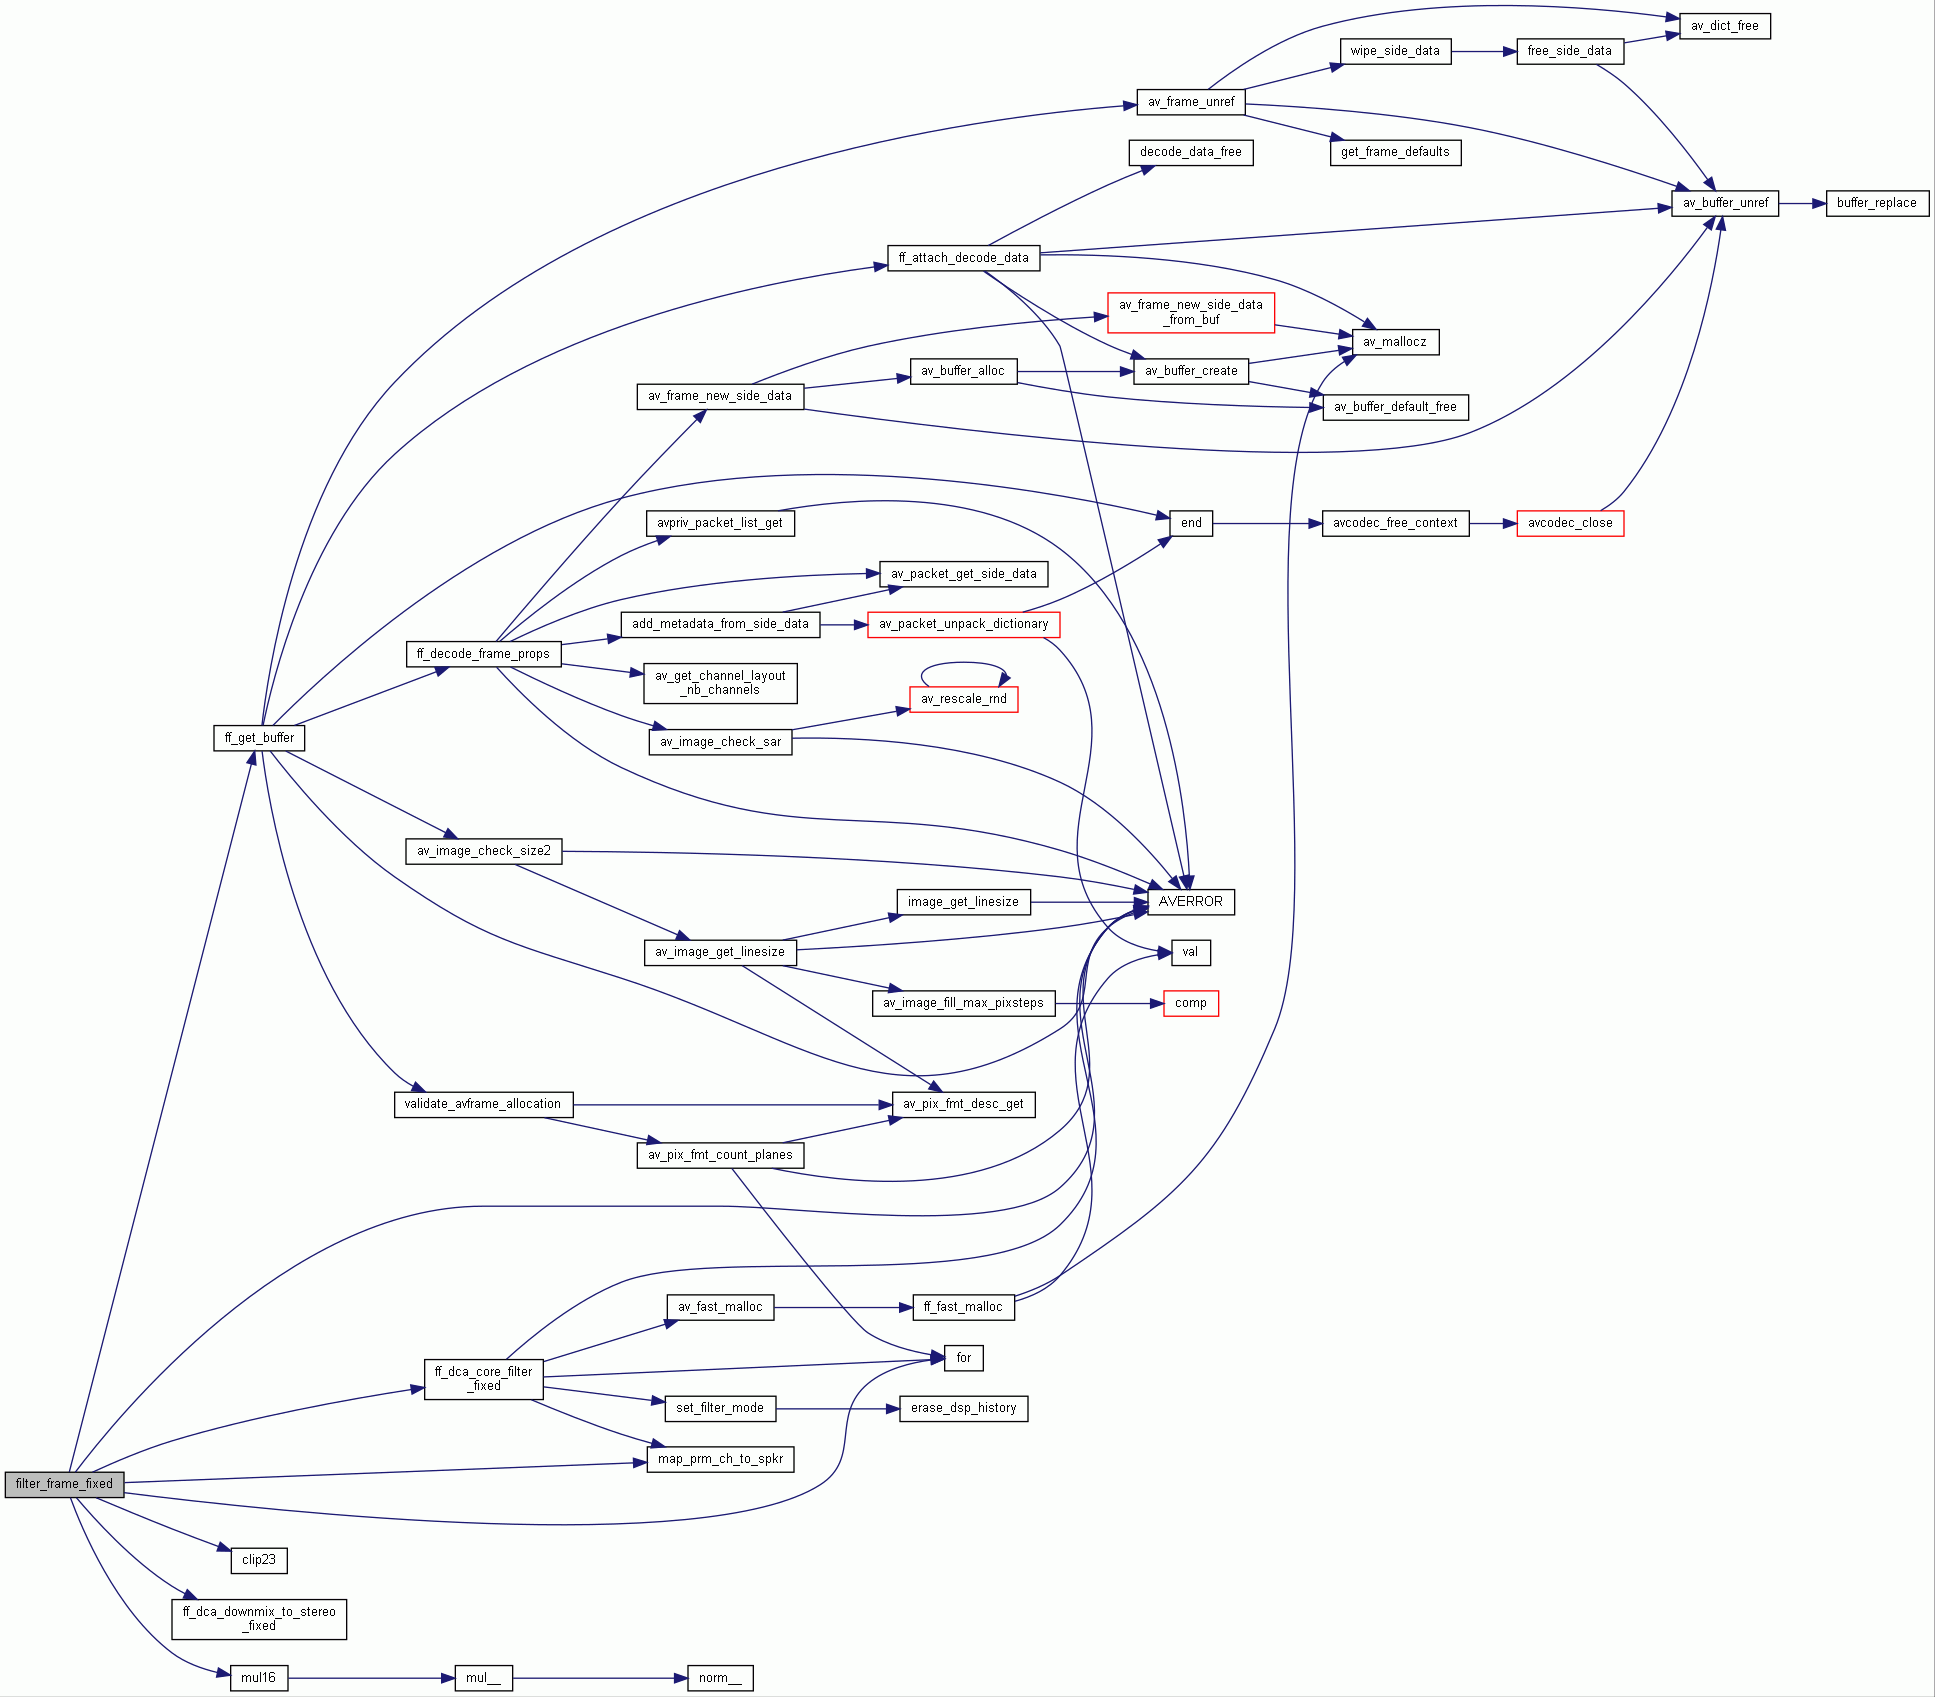 av_dict_free
wipe_side_data
free_side_data
av_frame_unref
decode_data_free
get_frame_defaults
av_buffer_unref
buffer_replace
ff_attach_decode_data
av_frame_new_side_data
_from_buf
av_mallocz
av_buffer_alloc
av_buffer_create
av_frame_new_side_data
av_buffer_default_free
avpriv_packet_list_get
end
avcodec_free_context
avcodec_close
av_packet_get_side_data
add_metadata_from_side_data
av_packet_unpack_dictionary
ff_decode_frame_props
av_get_channel_layout
_nb_channels
av_rescale_rnd
ff_get_buffer
av_image_check_sar
av_image_check_size2
image_get_linesize
AVERROR
av_image_get_linesize
val
av_image_fill_max_pixsteps
comp
validate_avframe_allocation
av_pix_fmt_desc_get
av_pix_fmt_count_planes
av_fast_malloc
ff_fast_malloc
for
ff_dca_core_filter
_fixed
set_filter_mode
erase_dsp_history
map_prm_ch_to_spkr
filter_frame_fixed
clip23
ff_dca_downmix_to_stereo
_fixed
mul16
mul__
norm__